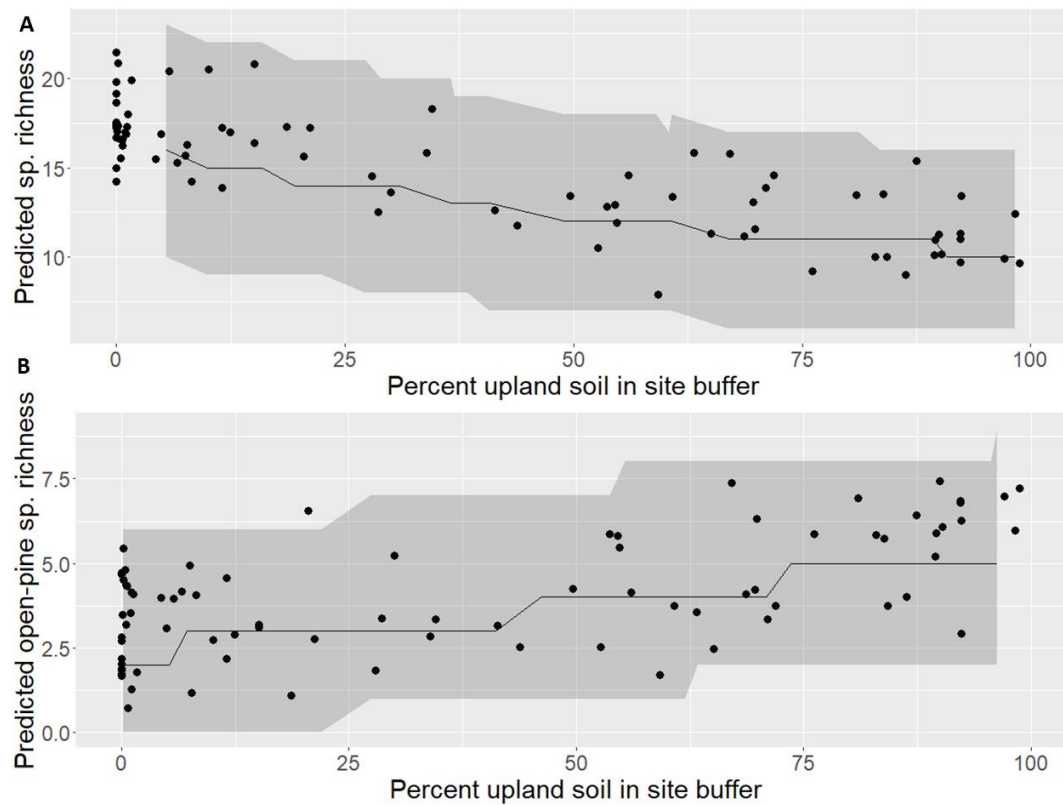 A
Predicted sp. richness
20
15
10
0 25 50 75 100
Percent upland soil in site buffer
B
Predicted open-pine sp. richness
7.5
5.0
2.5
0.0
0 25 50 75 100
Percent upland soil in site buffer